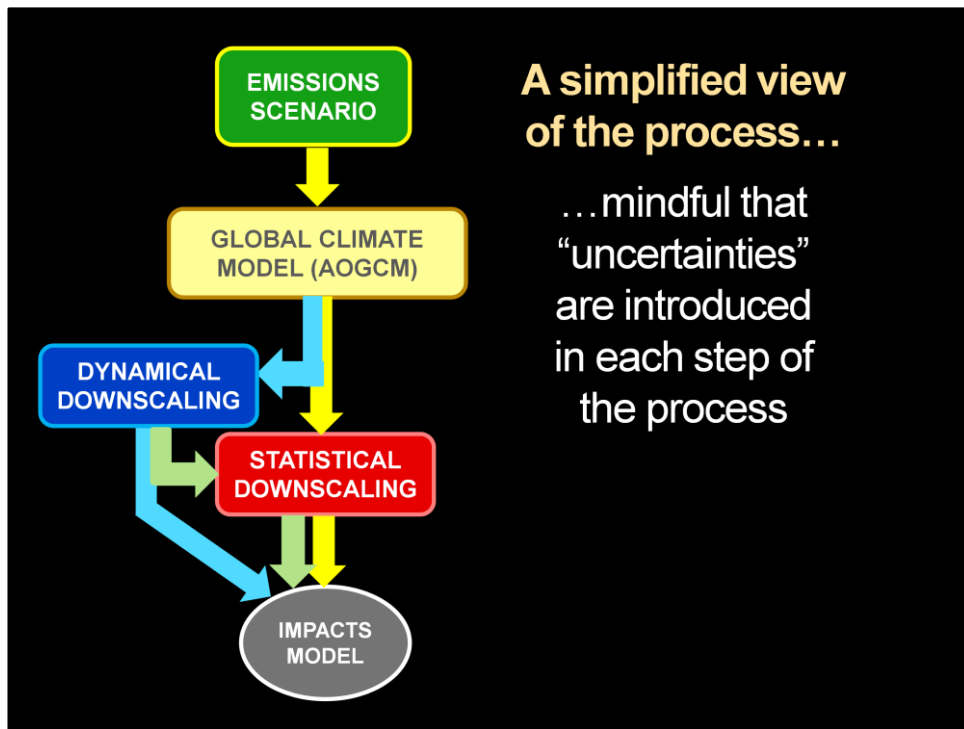 EMISSIONS
SCENARIO
GLOBAL CLIMATE
MODEL (AOGCM)
DYNAMICAL
DOWNSCALING
STATISTICAL
DOWNSCALING
IMPACTS
MODEL
A simplified view
of the process…
…mindful that
“uncertainties”
are introduced
in each step of
the process